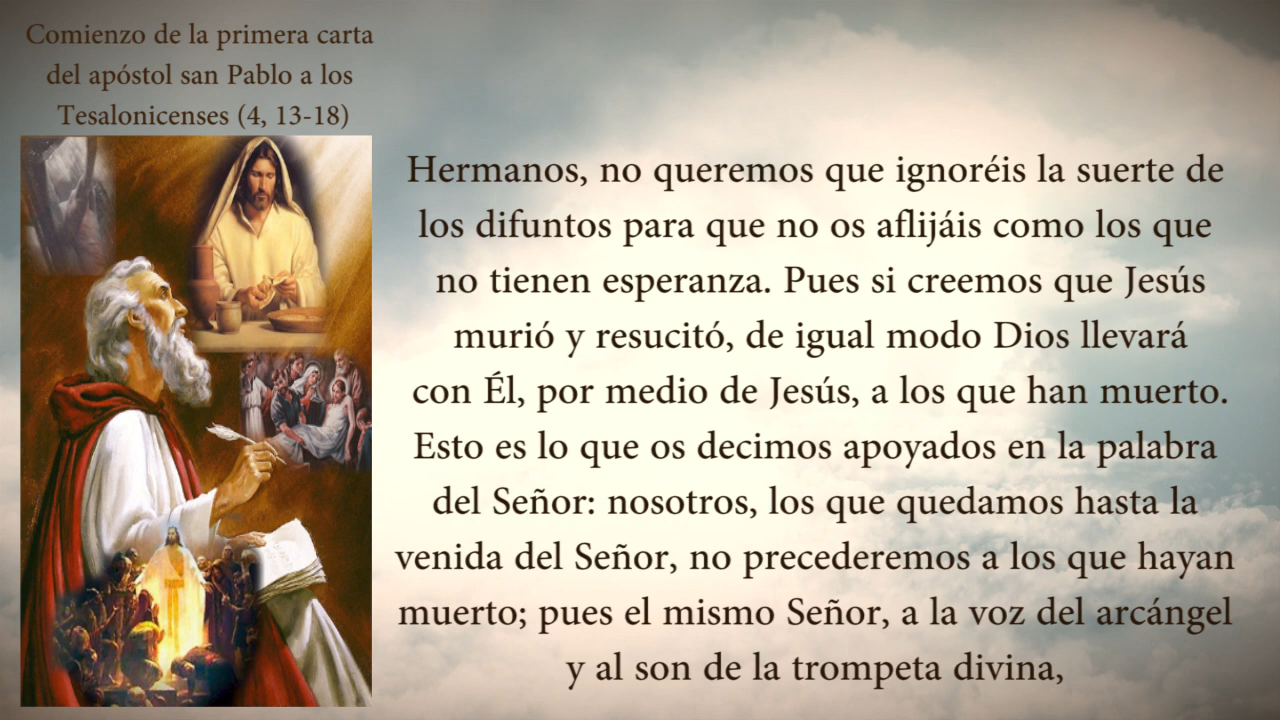 Comienzo de la primera carta
del apóstol san Pablo a los
Tesalonicenses (4, 13-18)
Hermanos, no queremos que ignoréis la suerte de
los difuntos para que no os aflijáis como los que
no tienen esperanza. Pues si creemos que Jesús
murió y resucitó, de igual modo Dios llevará
con Él, por medio de Jesús, a los que han muerto.
Esto es lo que os decimos apoyados en la palabra
del Señor: nosotros, los que quedamos hasta la
venida del Señor, no precederemos a los que hayan
muerto; pues el mismo Señor, a la voz del arcángel
y al son de la trompeta divina,